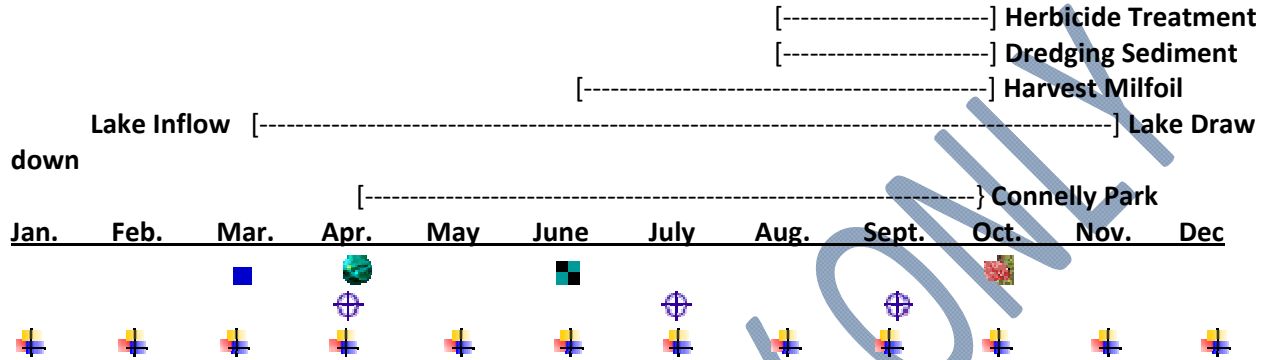 [-----------------------] Herbicide Treatment
[-----------------------] Dredging Sediment
[----------------------------------------------] Harvest Milfoil
Lake Inflow [-----------------------------------------------------------------------------------------------] Lake Draw
down
[---------------------------------------------------------------------} Connelly Park
Jan. Feb. Mar. Apr. May June July Aug. Sept. Oct. Nov. Dec
ONLY